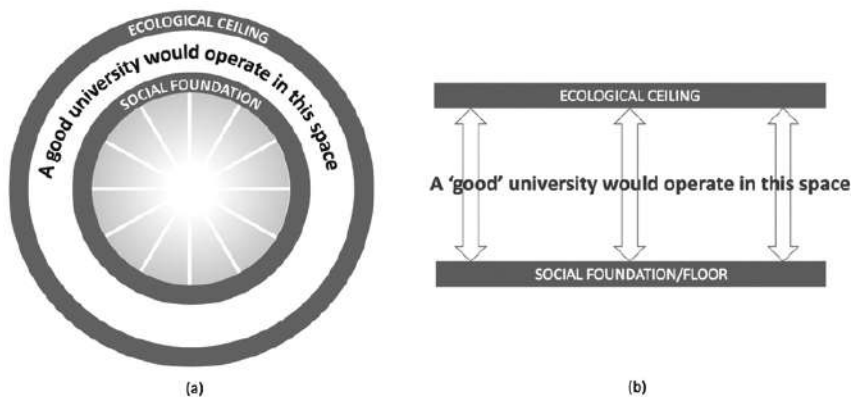 ECOLOGICAL CEILING
A good university would operate in this space
SOCIAL FOUNDATION
(a)
ECOLOGICAL CEILING
A 'good' university would operate in this space
SOCIAL FOUNDATION/FLOOR
(b)